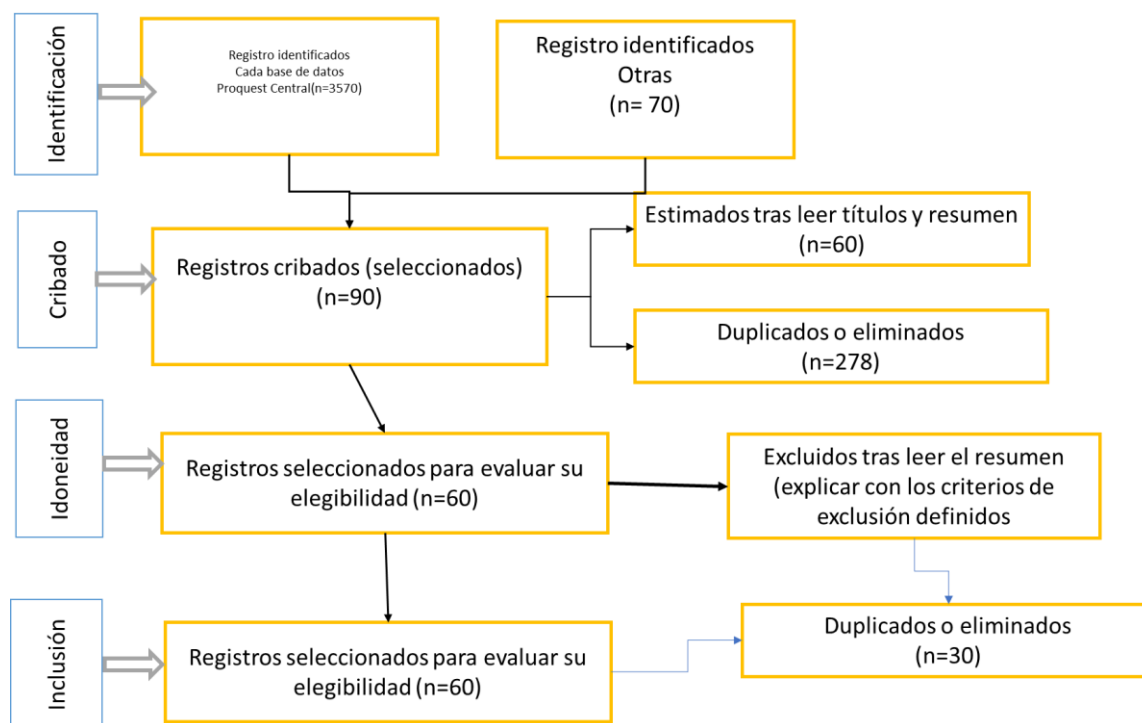 Identificación
Registro identificados
Cada base de datos
Proquest Central(n=3570)
Registro identificados
Otras
(n= 70)
Cribado
Registros cribados (seleccionados)
(n=90)
Estimados tras leer títulos y resumen
(n=60)
Duplicados o eliminados
(n=278)
Idoneidad
Registros seleccionados para evaluar su
elegibilidad (n=60)
Excluidos tras leer el resumen
(explicar con los criterios de
exclusión definidos
Inclusión
Registros seleccionados para evaluar su
elegibilidad (n=60)
Duplicados o eliminados
(n=30)